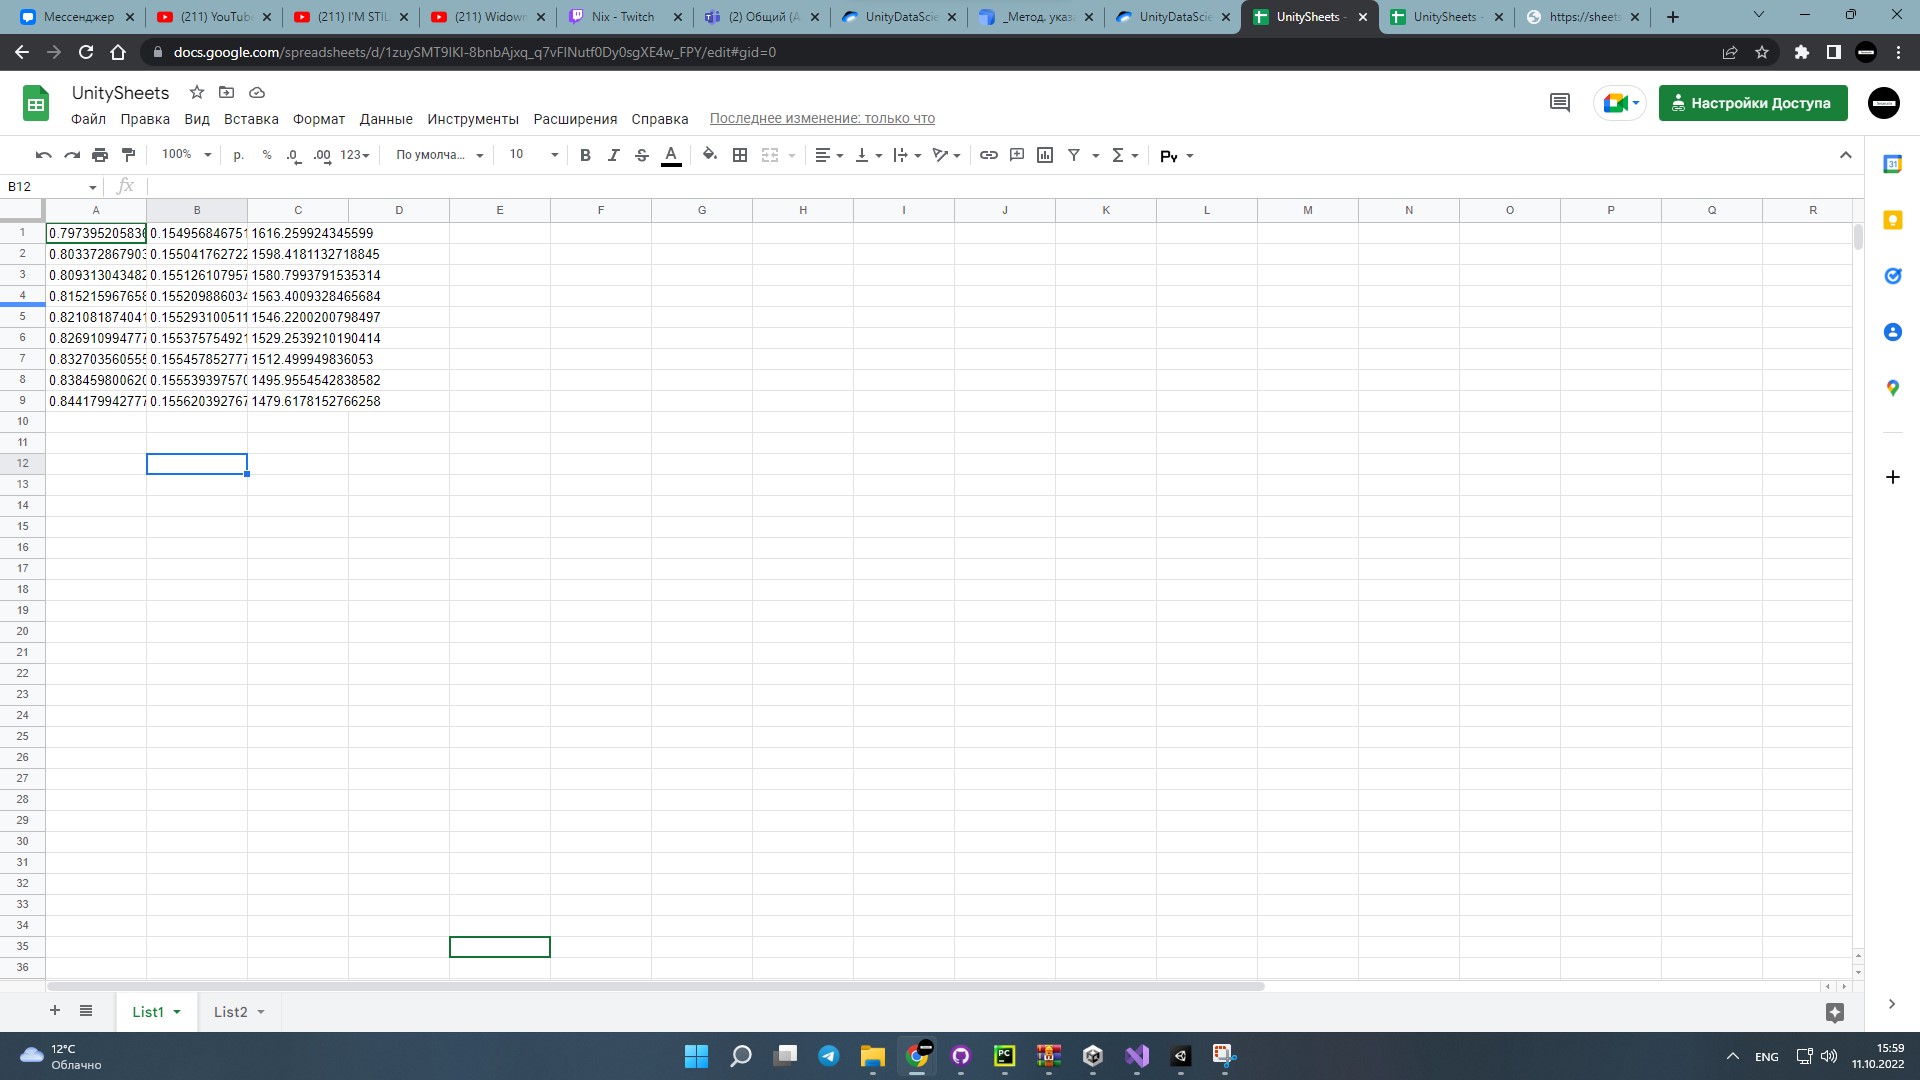 Мессенджер (211) YouTube (211) I'M STIL (211) Widown Nix - Twitch (2) Общий (А UnityDataScie _Метод. указ UnityDataScie UnitySheets - UnitySheets - https://sheets
docs.google.com/spreadsheets/d/1zuySMT9IKI-8bnbAjxq_q7vFINutf0Dy0sgXE4w_FPY/edit#gid=0
UnitySheets
Настройки Доступа
Файл Правка Вид Вставка Формат Данные Инструменты Расширения Справка Последнее изменение: только что
100% р. % .0 .00 123 По умолча... 10 B I S A Σ Py
31
B12 fx
A B C D E F G H I J K L M N O P Q R
1 0.797395205836 0.154956846751 1616.259924345599
2 0.803372867903 0.155041762722 1598.4181132718845
3 0.809313043482 0.155126107957 1580.7993791535314
4 0.815215967658 0.155209886034 1563.4009328465684
5 0.821081874041 0.155293100511 1546.2200200798497
6 0.826910994777 0.155375754921 1529.2539210190414
7 0.832703560555 0.155457852777 1512.499949836053
8 0.838459800620 0.155539397570 1495.9554542838582
9 0.844179942777 0.155620392767 1479.6178152766258
10
11
12
13
14
15
16
17
18
19
20
21
22
23
24
25
26
27
28
29
30
31
32
33
34
35
36
List1 List2
12°C
Облачно
PC
ENG
15:59
11.10.2022